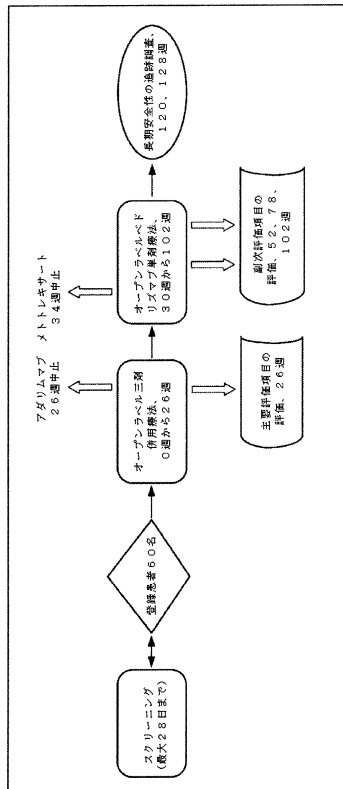 スクリーニング
(最大28日まで)
登録患者60名
アダリムマブ
26週中止
オープンラベル三剤
併用療法、
0週から26週
主要評価項目の
評価、26週
メトトレキサート
34週中止
オープンラベルベド
リズマブ単剤療法、
30週から102週
副次評価項目の
評価、52、78、
102週
長期安全性の追跡調査、
120、128週